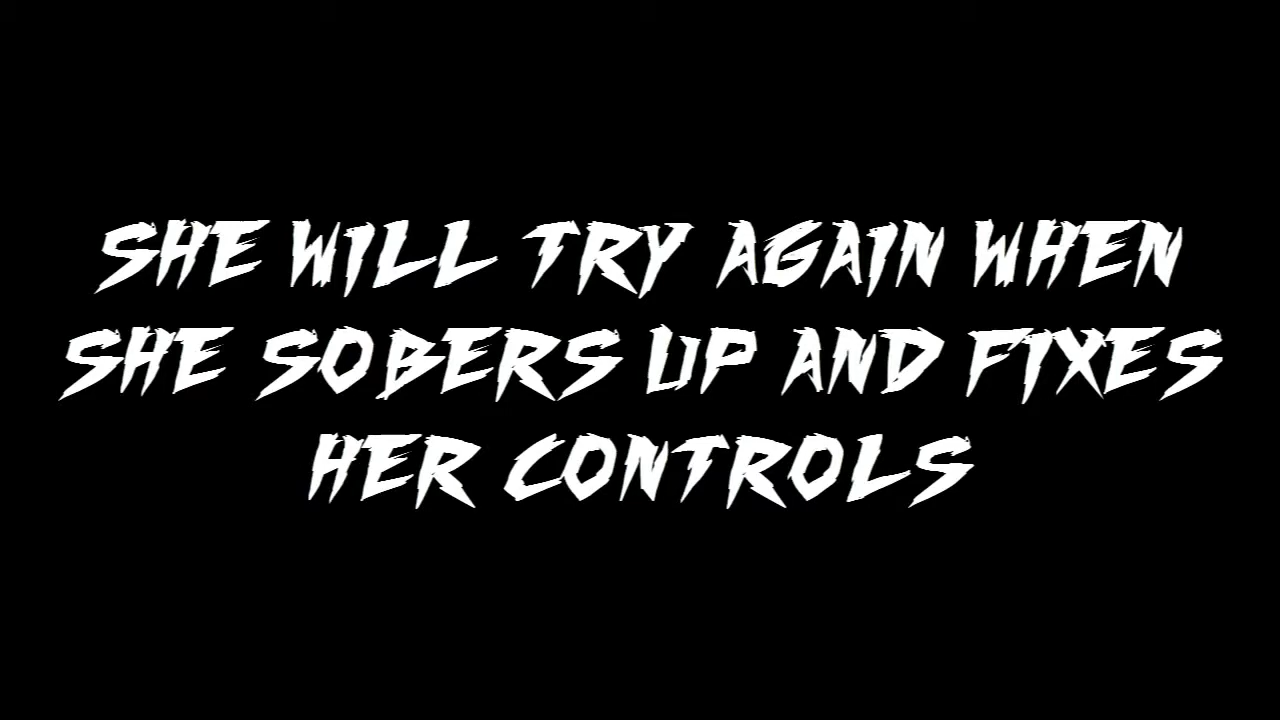 SHE WILL TRY AGAIN WHEN
SHE SOBERS UP AND FIXES
HER CONTROLS